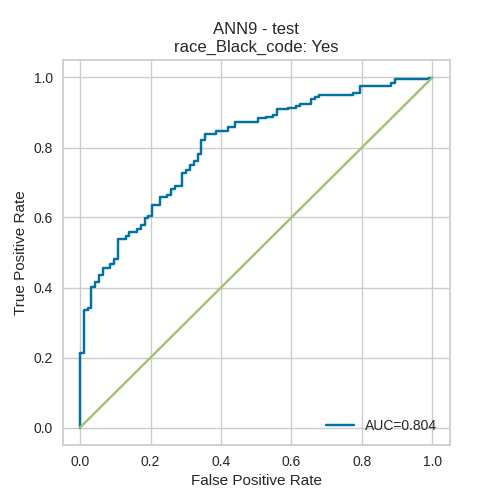 ANN9 - test
race_Black_code: Yes
True Positive Rate
1.0
0.8
0.6
0.4
0.2
0.0
AUC=0.804
0.0 0.2 0.4 0.6 0.8 1.0
False Positive Rate